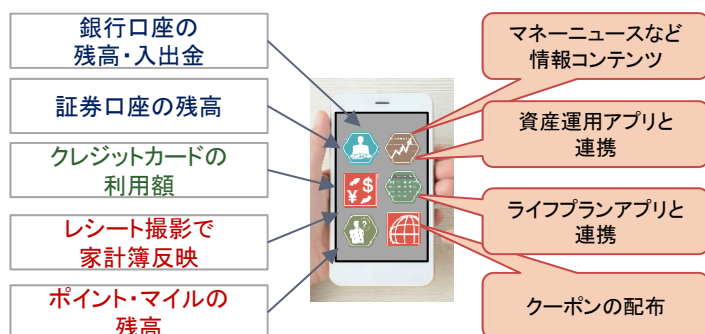 銀行口座の
残高・入出金
証券口座の残高
クレジットカードの
利用額
レシート撮影で
家計簿反映
ポイント・マイルの
残高
マネーニュースなど
情報コンテンツ
資産運用アプリと
連携
ライフプランアプリと
連携
クーポンの配布
$
¥
?